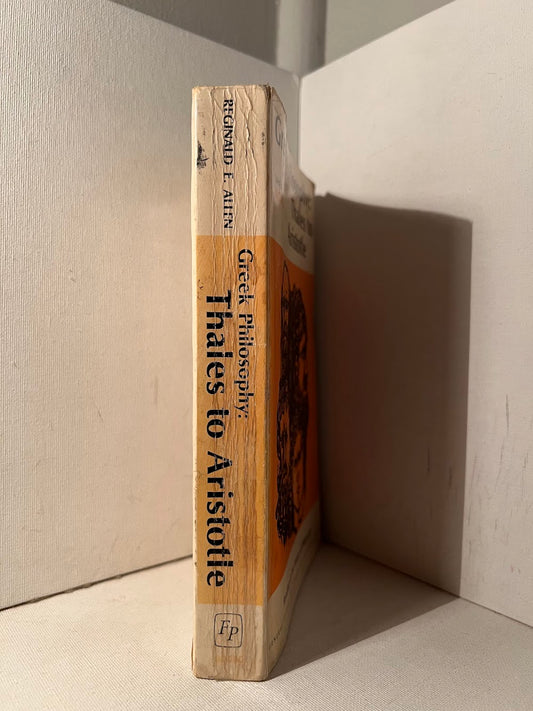 REGINALD E. ALLEN
Greek Philosophy:
Thales to Aristotle
FP